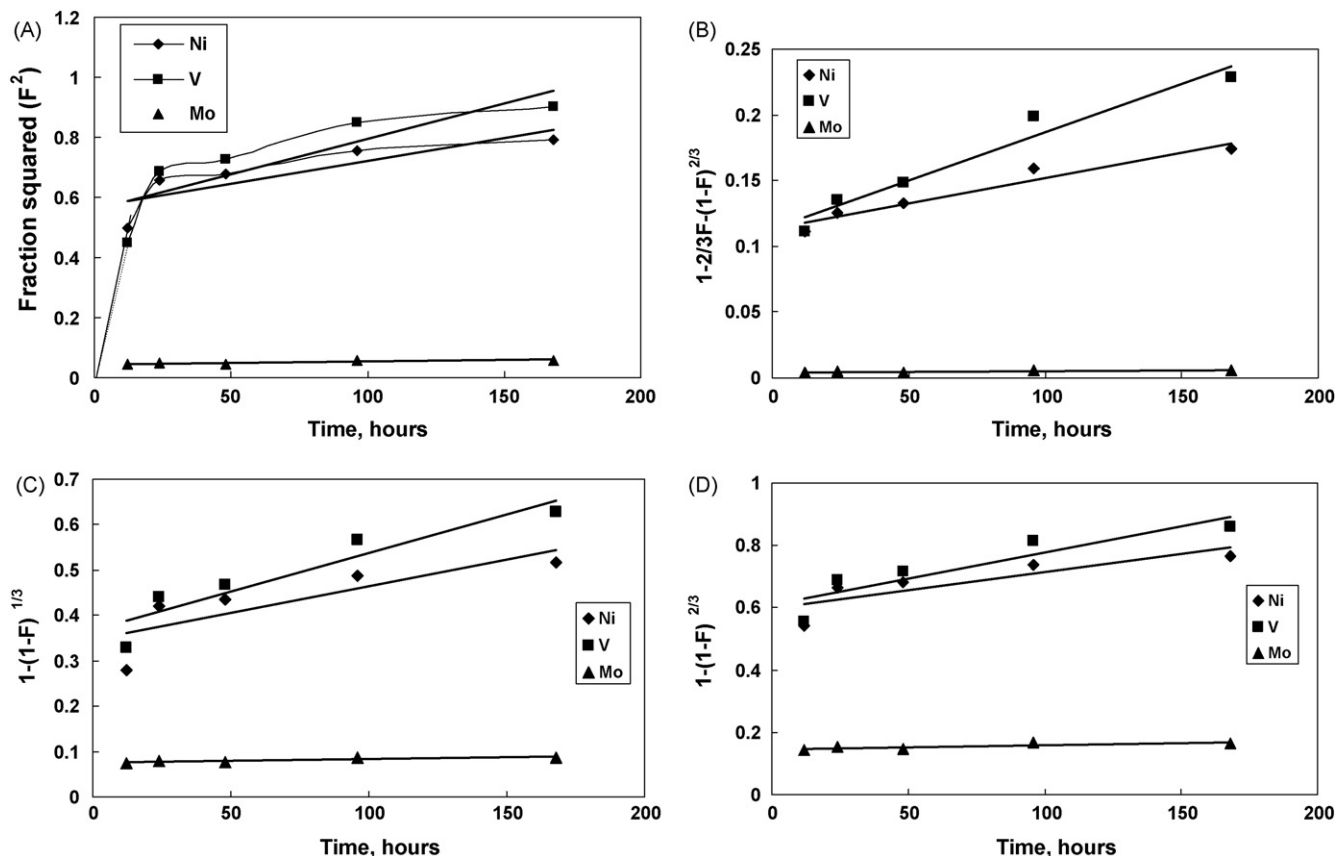 (A)
Fraction squared (F²)
1.2
1
0.8
0.6
0.4
0.2
0
Ni
V
Mo
0 50 100 150 200
Time, hours
(B)
1-2/3F-(1-F)^2/3
0.25
0.2
0.15
0.1
0.05
0
Ni
V
Mo
0 50 100 150 200
Time, hours
(C)
1-(1-F)^1/3
0.7
0.6
0.5
0.4
0.3
0.2
0.1
0
Ni
V
Mo
0 50 100 150 200
Time, hours
(D)
1-(1-F)^2/3
1
0.8
0.6
0.4
0.2
0
Ni
V
Mo
0 50 100 150 200
Time, hours